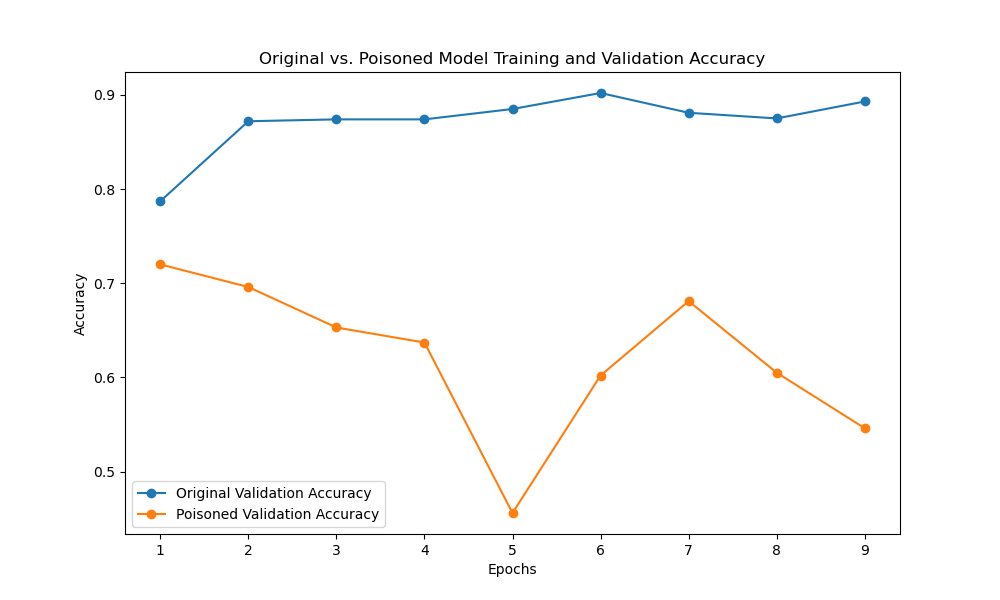 Original vs. Poisoned Model Training and Validation Accuracy
0.9
0.8
0.7
0.6
0.5
Accuracy
Original Validation Accuracy
Poisoned Validation Accuracy
1 2 3 4 5 6 7 8 9
Epochs